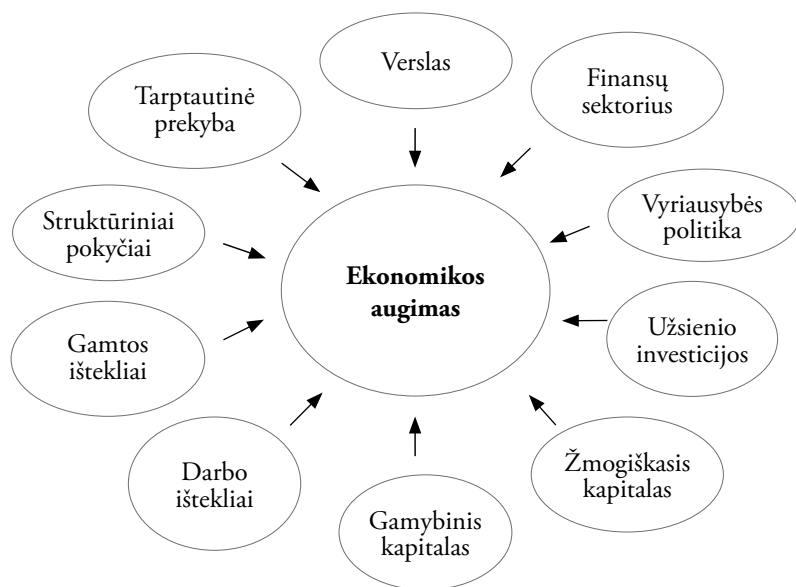 Verslas
Finansų
sektorius
Vyriausybės
politika
Užsienio
investicijos
Žmogiškasis
kapitalas
Gamybinis
kapitalas
Darbo
ištekliai
Gamtos
ištekliai
Struktūriniai
pokyčiai
Tarptautinė
prekyba
Ekonomikos
augimas